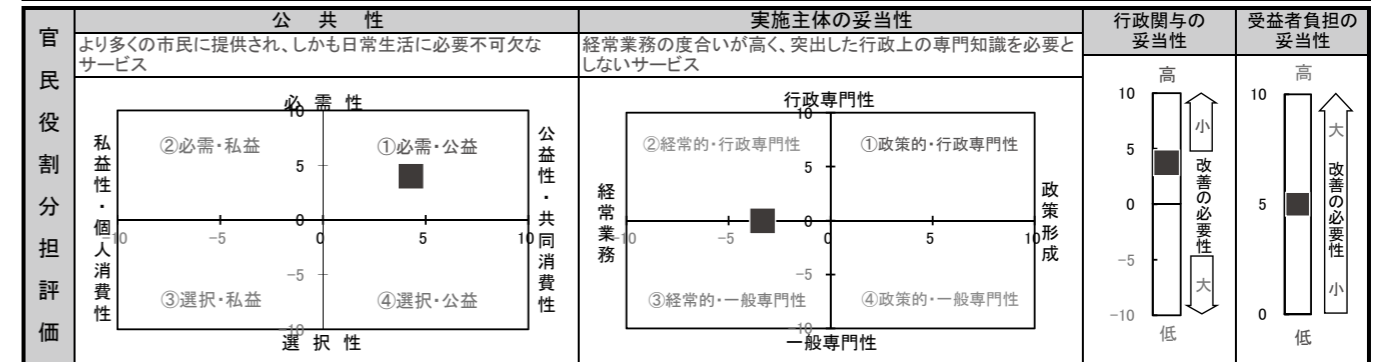 官民役割分担評価
公共性
より多くの市民に提供され、しかも日常生活に必要不可欠な
サービス
必需性
10
②必需・私益
①必需・公益
5
私益性・個人消費性
公益性・共同消費性
0
-10
-5
0
5
10
-5
③選択・私益
④選択・公益
-10
選択性
実施主体の妥当性
経常業務の度合いが高く、突出した行政上の専門知識を必要と
しないサービス
行政専門性
10
②経常的・行政専門性
①政策的・行政専門性
5
経常業務
政策形成
0
-10
-5
0
5
10
-5
③経常的・一般専門性
④政策的・一般専門性
-10
一般専門性
行政関与の
妥当性
高
10
5
0
-5
-10
低
小
改善の必要性
大
受益者負担の
妥当性
高
10
5
0
低
大
改善の必要性
小